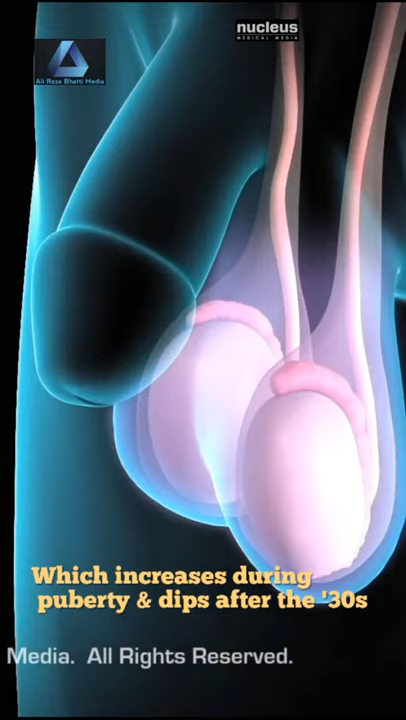 nucleus
MEDICAL MEDIA
Ali Raza Bhatti Media
Which increases during
puberty & dips after the '30s
Media. All Rights Reserved.